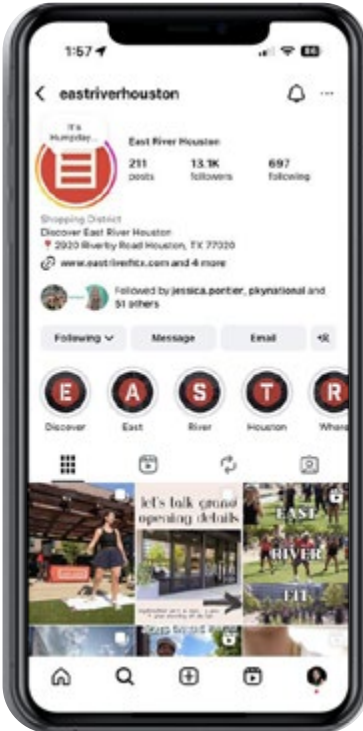 1:57
86
eastriverhouston
It's
Humpday...
East River Houston
211
13.1K
697
posts
followers
following
Shopping District
Discover East River Houston
2920 Riverby Road Houston, TX 77020
www.eastriverhtx.com and 4 more
Followed by jessica.pontier, pkynational and
51 others
Following
Message
Email
E
A
S
T
R
Discover
East
River
Houston
Where
let's talk grand
opening details
EAST
RIVER
FIT